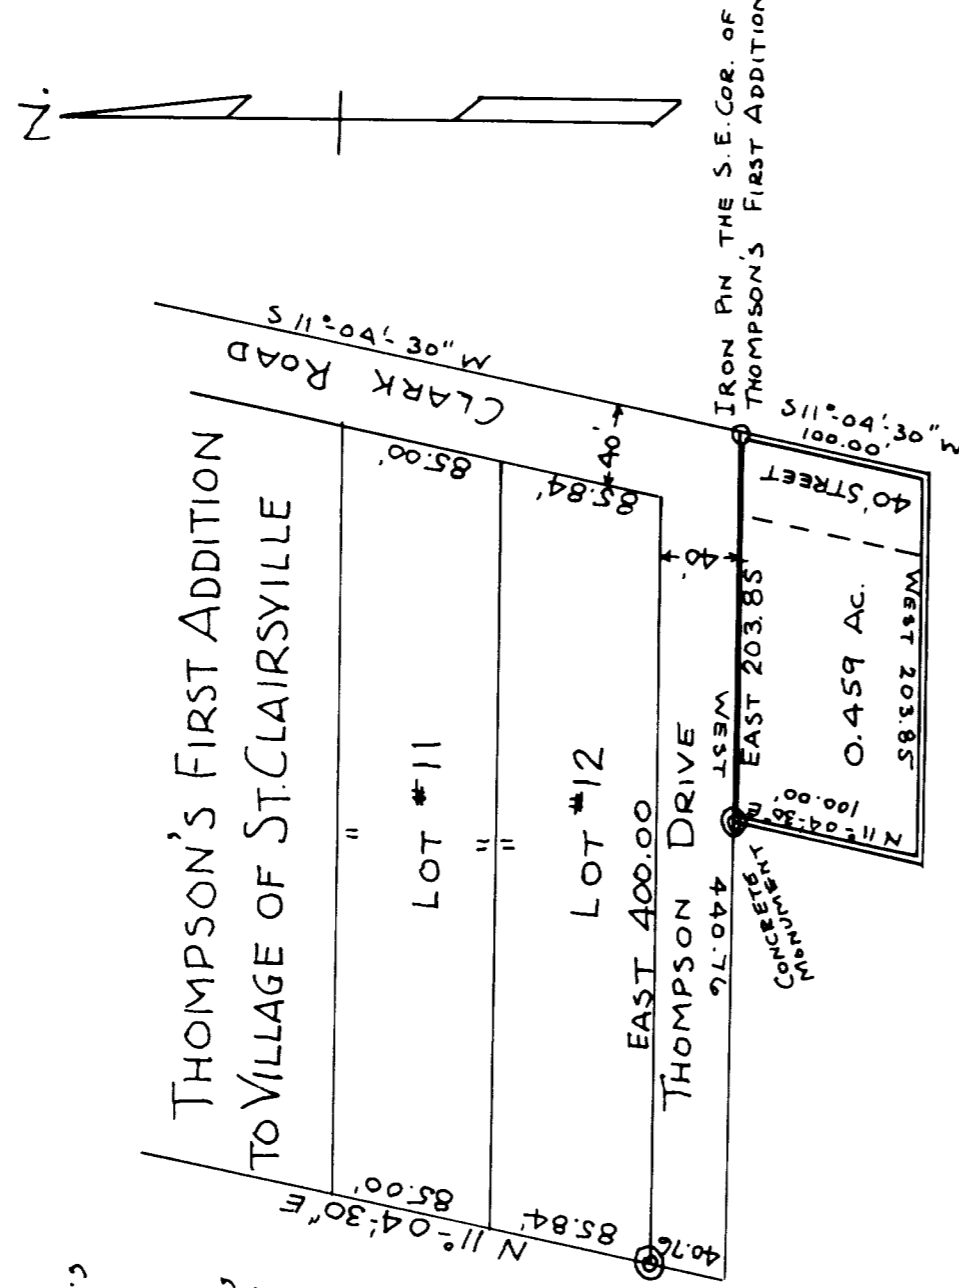 N.
IRON PIN THE S.E. COR. OF
THOMPSON'S FIRST ADDITION
S 11°-04'-30" W
CLARK ROAD
THOMPSON'S FIRST ADDITION
TO VILLAGE OF ST. CLAIRSVILLE
85.00'
85.84'
40'
40'
LOT #11
LOT #12
EAST 400.00
THOMPSON DRIVE
WEST 440.76
S 11°-04'-30" W
100.00'
40' STREET
EAST 203.85'
0.459 AC.
WEST 203.85'
N 11°-04'-30" E
100.00'
CONCRETE
MONUMENT
N 11°-04'-30" E
85.00'
85.84'
40.76